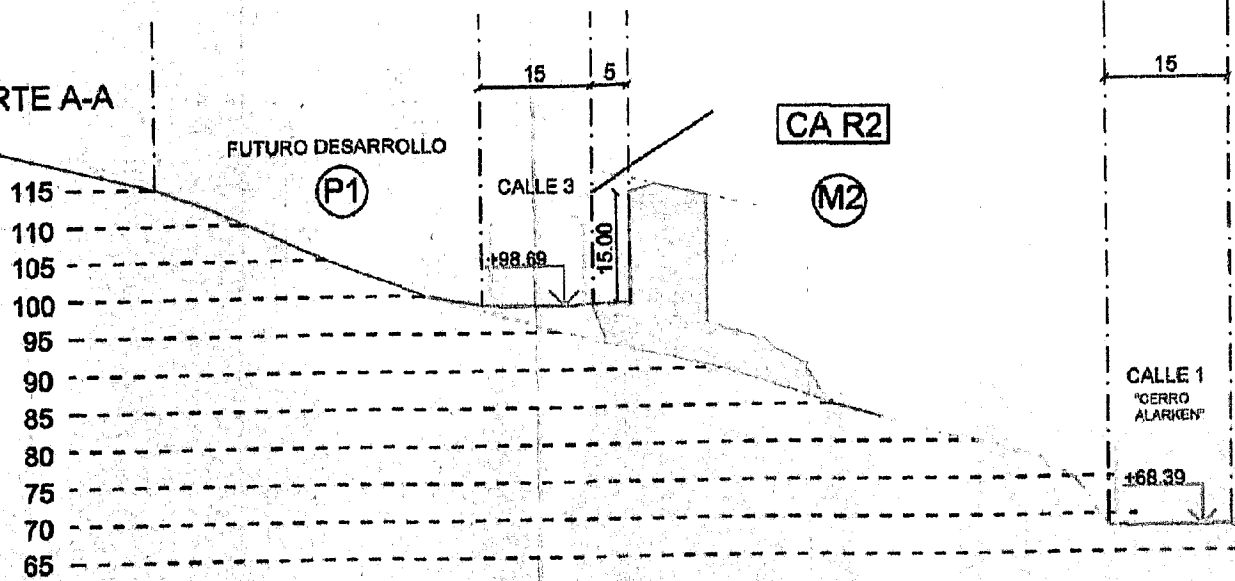 15
5
15
RTE A-A
CA R2
FUTURO DESARROLLO
P1
CALLE 3
M2
115
110
105
100
95
90
85
80
75
70
65
+98.69
15.00
CALLE 1
"CERRO
ALARKEN"
+68.39